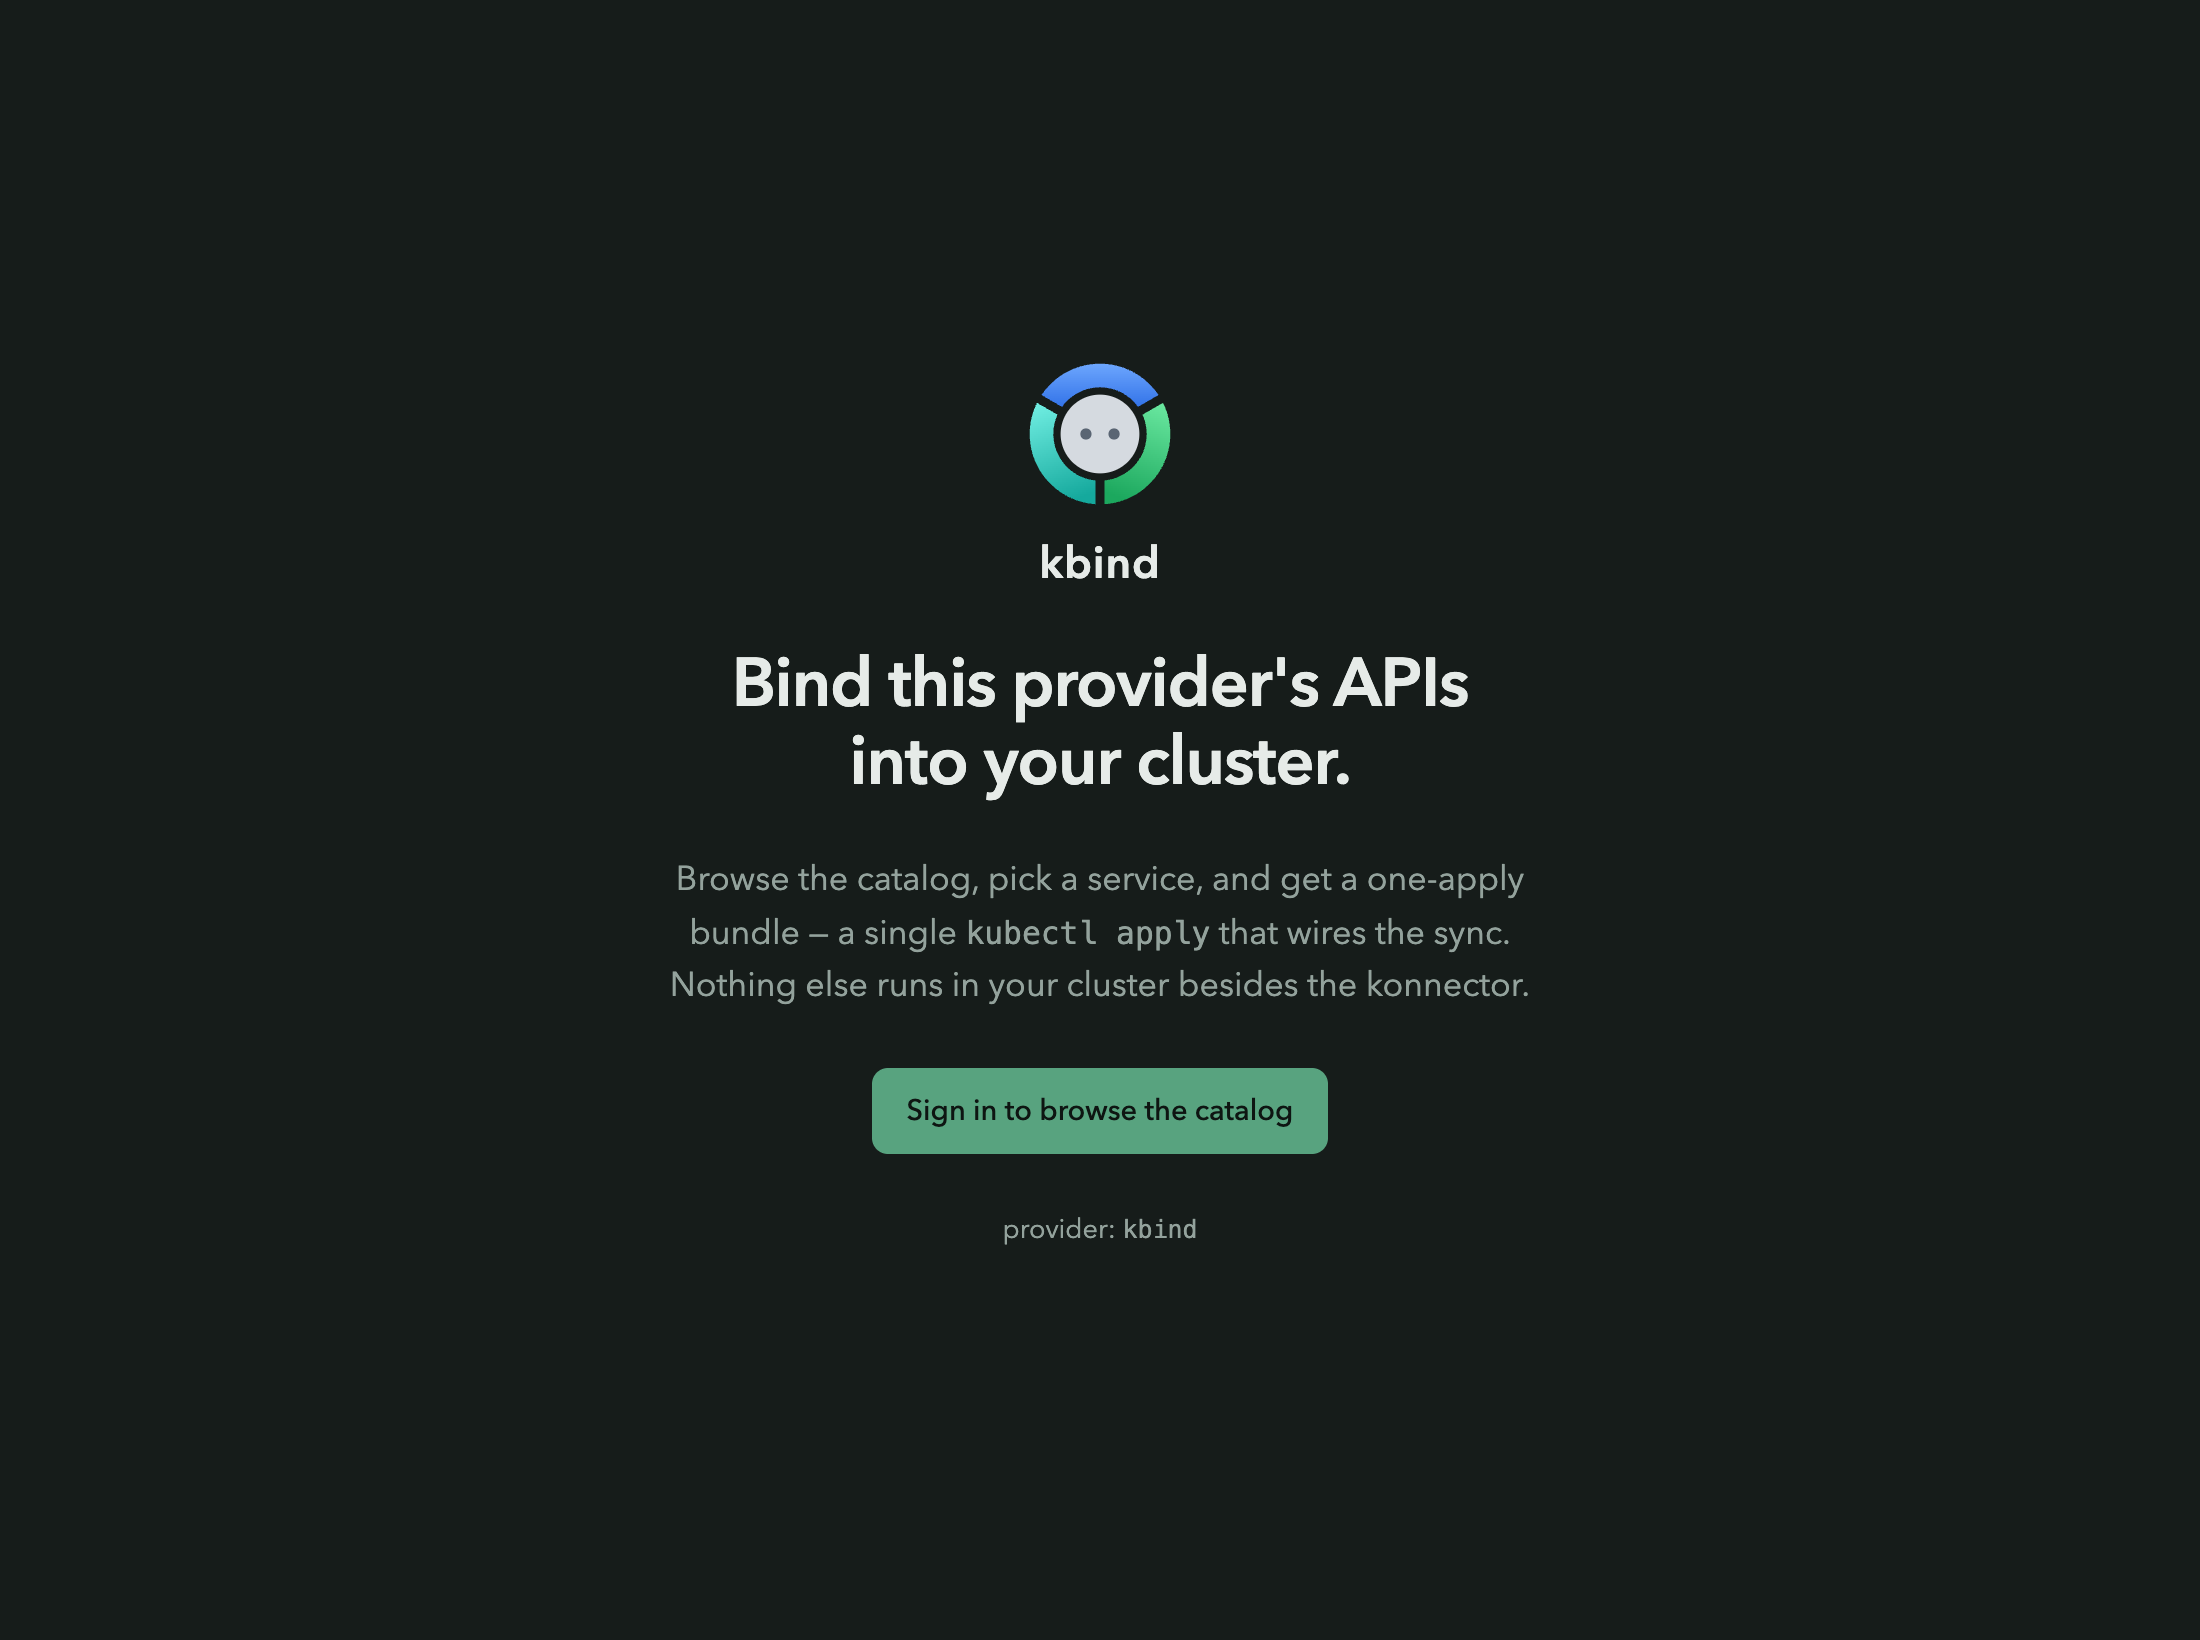 kbind
Bind this provider's APIs
into your cluster.
Browse the catalog, pick a service, and get a one-apply
bundle – a single kubectl apply that wires the sync.
Nothing else runs in your cluster besides the konnector.
Sign in to browse the catalog
provider: kbind